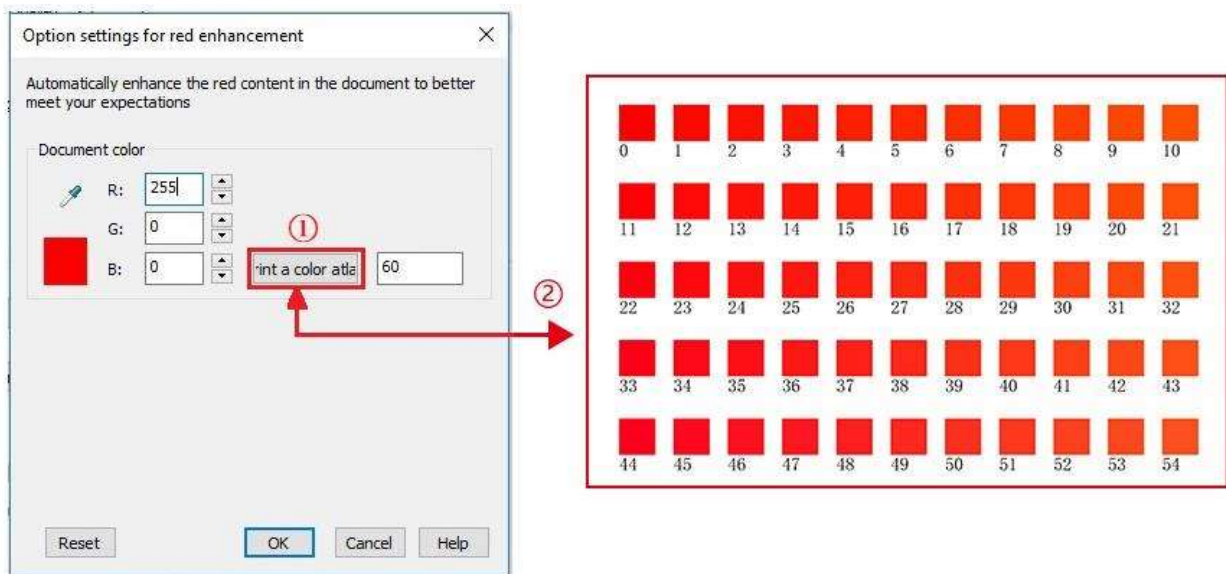 Option settings for red enhancement
Automatically enhance the red content in the document to better
meet your expectations
Document color
R: 255
G: 0
①
B: 0 int a color atla 60
②
0 1 2 3 4 5 6 7 8 9 10
11 12 13 14 15 16 17 18 19 20 21
22 23 24 25 26 27 28 29 30 31 32
33 34 35 36 37 38 39 40 41 42 43
44 45 46 47 48 49 50 51 52 53 54
Reset OK Cancel Help